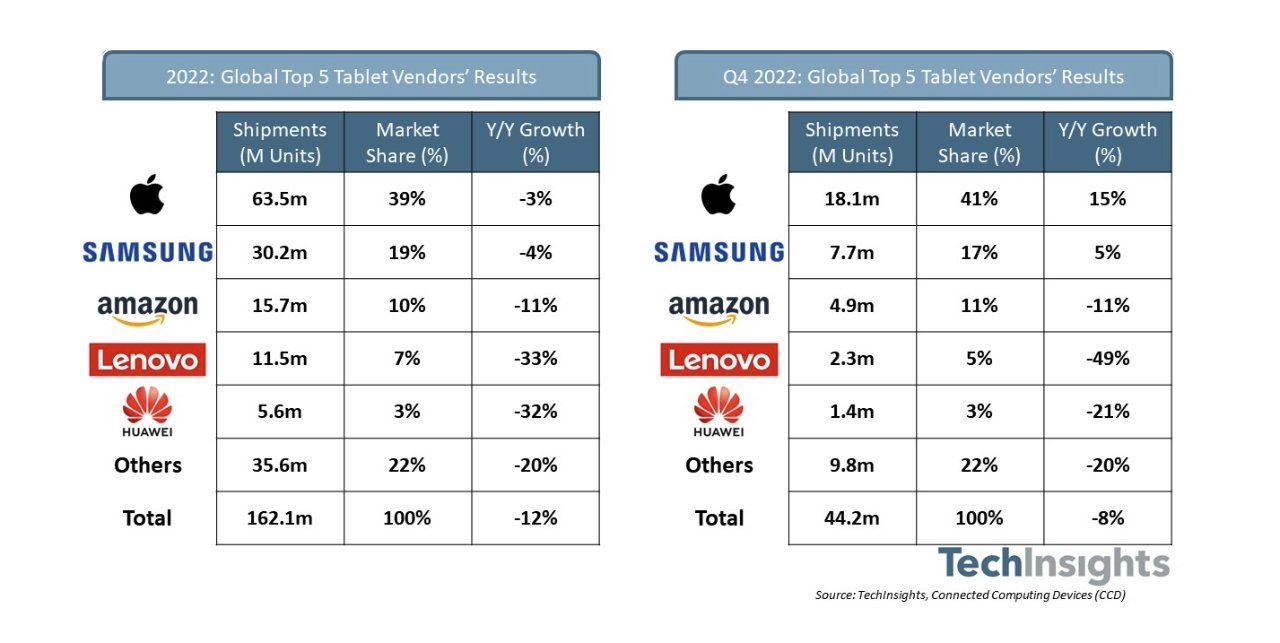 2022: Global Top 5 Tablet Vendors’ Results
Shipments (M Units) Market Share (%) Y/Y Growth (%)
63.5m 39% -3%
SAMSUNG 30.2m 19% -4%
amazon 15.7m 10% -11%
Lenovo 11.5m 7% -33%
HUAWEI 5.6m 3% -32%
Others 35.6m 22% -20%
Total 162.1m 100% -12%
Q4 2022: Global Top 5 Tablet Vendors’ Results
Shipments (M Units) Market Share (%) Y/Y Growth (%)
18.1m 41% 15%
SAMSUNG 7.7m 17% 5%
amazon 4.9m 11% -11%
Lenovo 2.3m 5% -49%
HUAWEI 1.4m 3% -21%
Others 9.8m 22% -20%
Total 44.2m 100% -8%
TechInsights
Source: TechInsights, Connected Computing Devices (CCD)